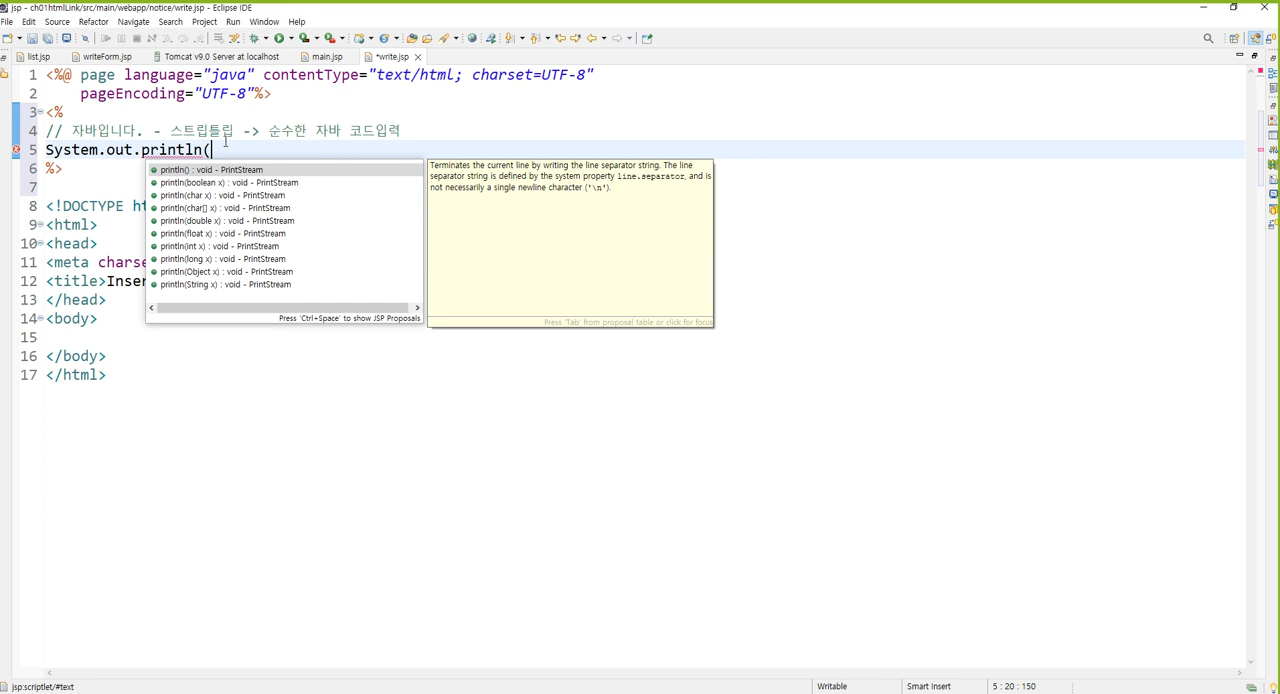 jsp - ch01htmlLink/src/main/webapp/notice/write.jsp - Eclipse IDE
File Edit Source Refactor Navigate Search Project Run Window Help
list.jsp writeForm.jsp Tomcat v9.0 Server at localhost main.jsp *write.jsp
1 <%@ page language="java" contentType="text/html; charset=UTF-8"
2 pageEncoding="UTF-8"%>
3 <%
4 // 자바입니다. - 스트립틀립 -> 순수한 자바 코드입력
5 System.out.println(
6 %>
7
8 <!DOCTYPE ht
9 <html>
10 <head>
11 <meta charse
12 <title>Inser
13 </head>
14 <body>
15
16 </body>
17 </html>
println() : void - PrintStream
println(boolean x) : void - PrintStream
println(char x) : void - PrintStream
println(char[] x) : void - PrintStream
println(double x) : void - PrintStream
println(float x) : void - PrintStream
println(int x) : void - PrintStream
println(long x) : void - PrintStream
println(Object x) : void - PrintStream
println(String x) : void - PrintStream
Press 'Ctrl+Space' to show JSP Proposals
Terminates the current line by writing the line separator string. The line
separator string is defined by the system property line.separator, and is
not necessarily a single newline character ('\n').
Press 'Tab' from proposal table or click for focus
jsp:scriptlet/#text Writable Smart Insert 5 : 20 : 150